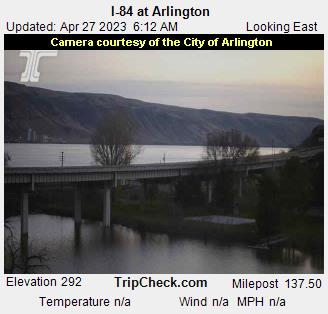 I-84 at Arlington
Updated: Apr 27 2023 6:12 AM Looking East
Camera courtesy of the City of Arlington
Elevation 292 TripCheck.com Milepost 137.50
Temperature n/a Wind n/a MPH n/a